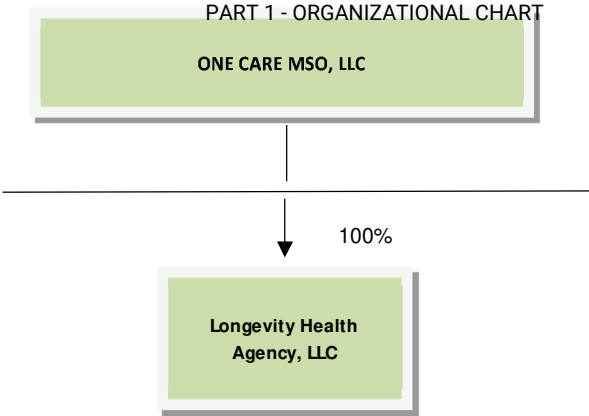 PART 1 - ORGANIZATIONAL CHART
ONE CARE MSO, LLC
100%
Longevity Health
Agency, LLC